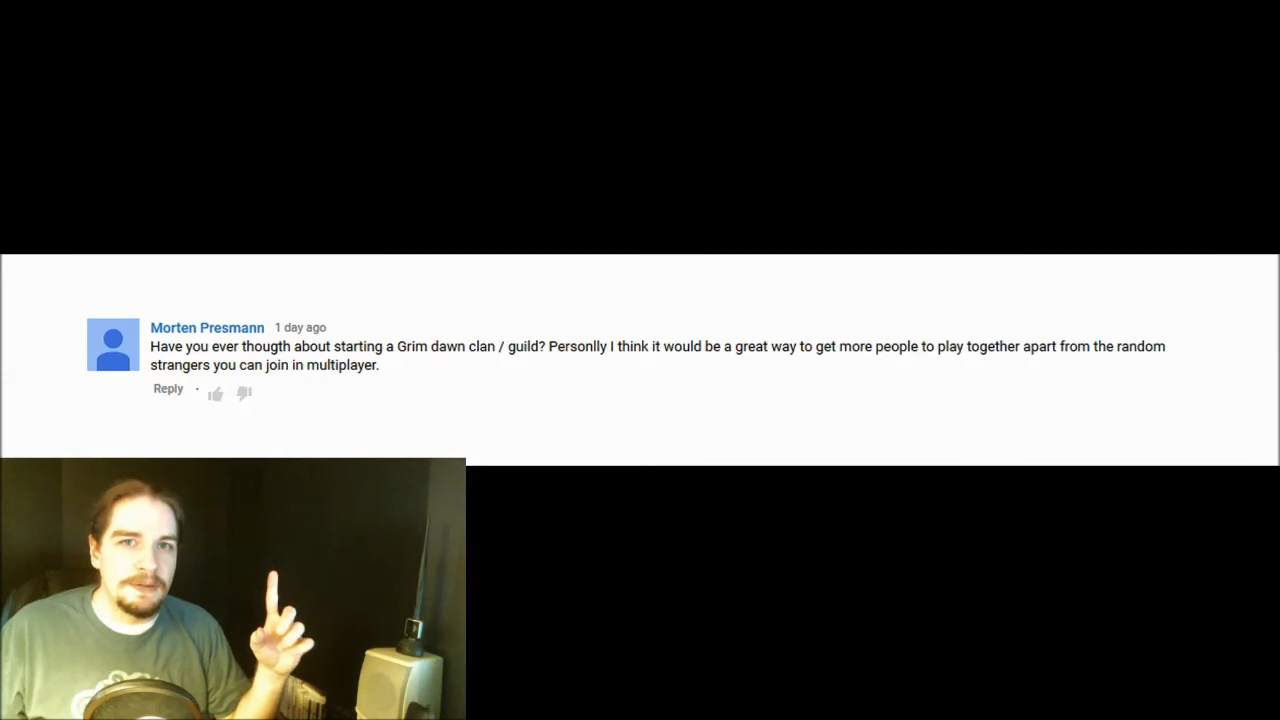 Morten Presmann 1 day ago
Have you ever thougth about starting a Grim dawn clan / guild? Personlly I think it would be a great way to get more people to play together apart from the random
strangers you can join in multiplayer.
Reply ·